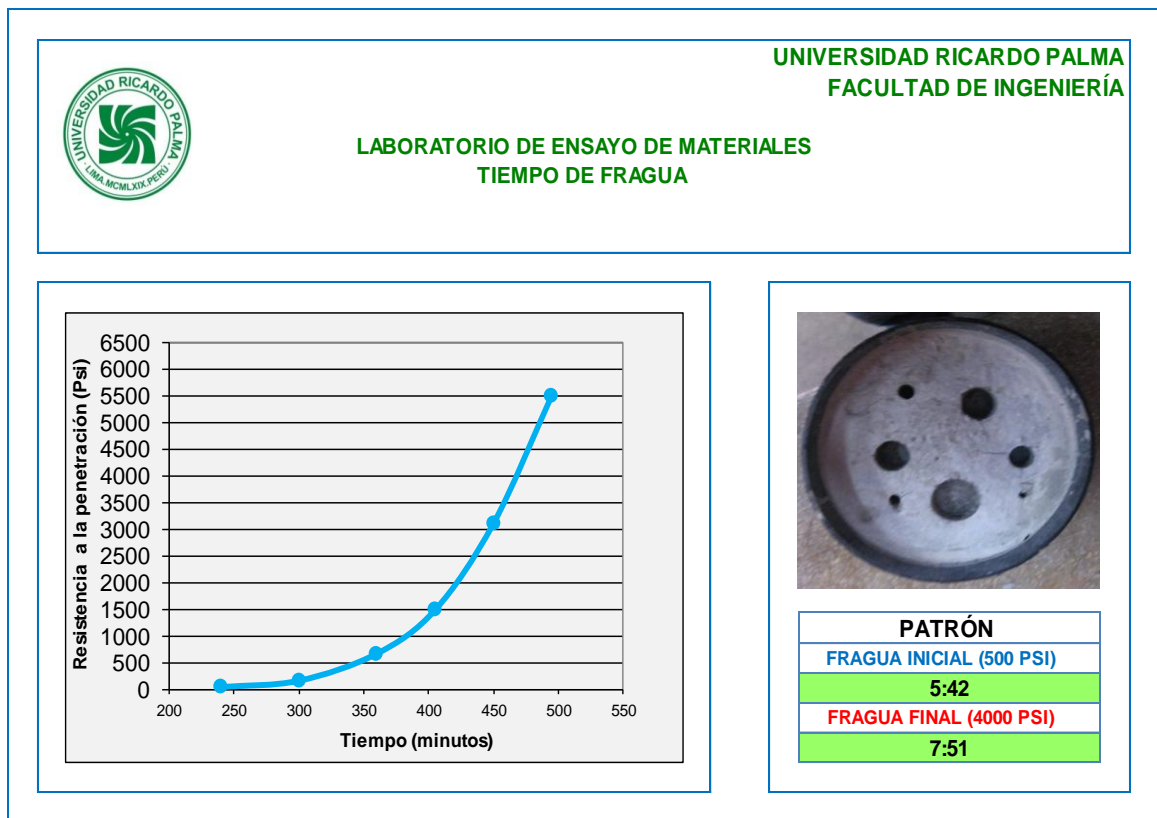 UNIVERSIDAD RICARDO PALMA
FACULTAD DE INGENIERÍA
UNIVERSIDAD RICARDO PALMA
LIMA.MCMLXIX.PERÚ
LABORATORIO DE ENSAYO DE MATERIALES
TIEMPO DE FRAGUA
Resistencia a la penetración (Psi)
6500
6000
5500
5000
4500
4000
3500
3000
2500
2000
1500
1000
500
0
200 250 300 350 400 450 500 550
Tiempo (minutos)
PATRÓN
FRAGUA INICIAL (500 PSI)
5:42
FRAGUA FINAL (4000 PSI)
7:51